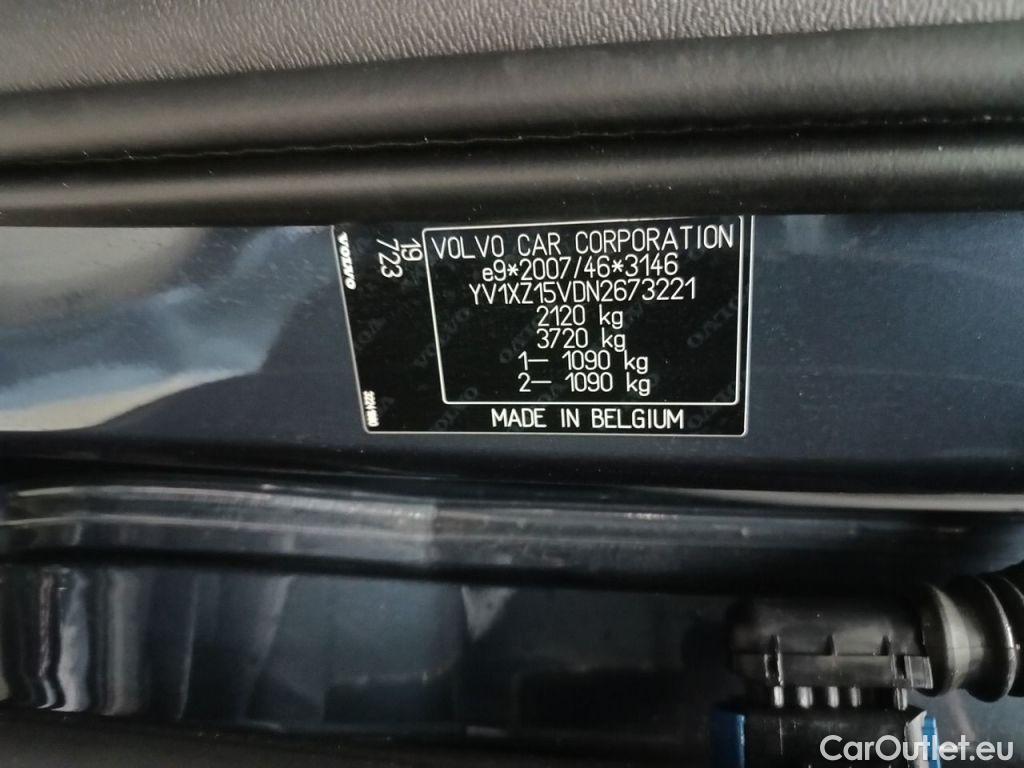 VOLVO CAR CORPORATION
e9*2007/46*3146
YV1XZ15VDN2673221
2120 kg
3720 kg
1– 1090 kg
2– 1090 kg
MADE IN BELGIUM
VOLVO
19
723
CarOutlet.eu